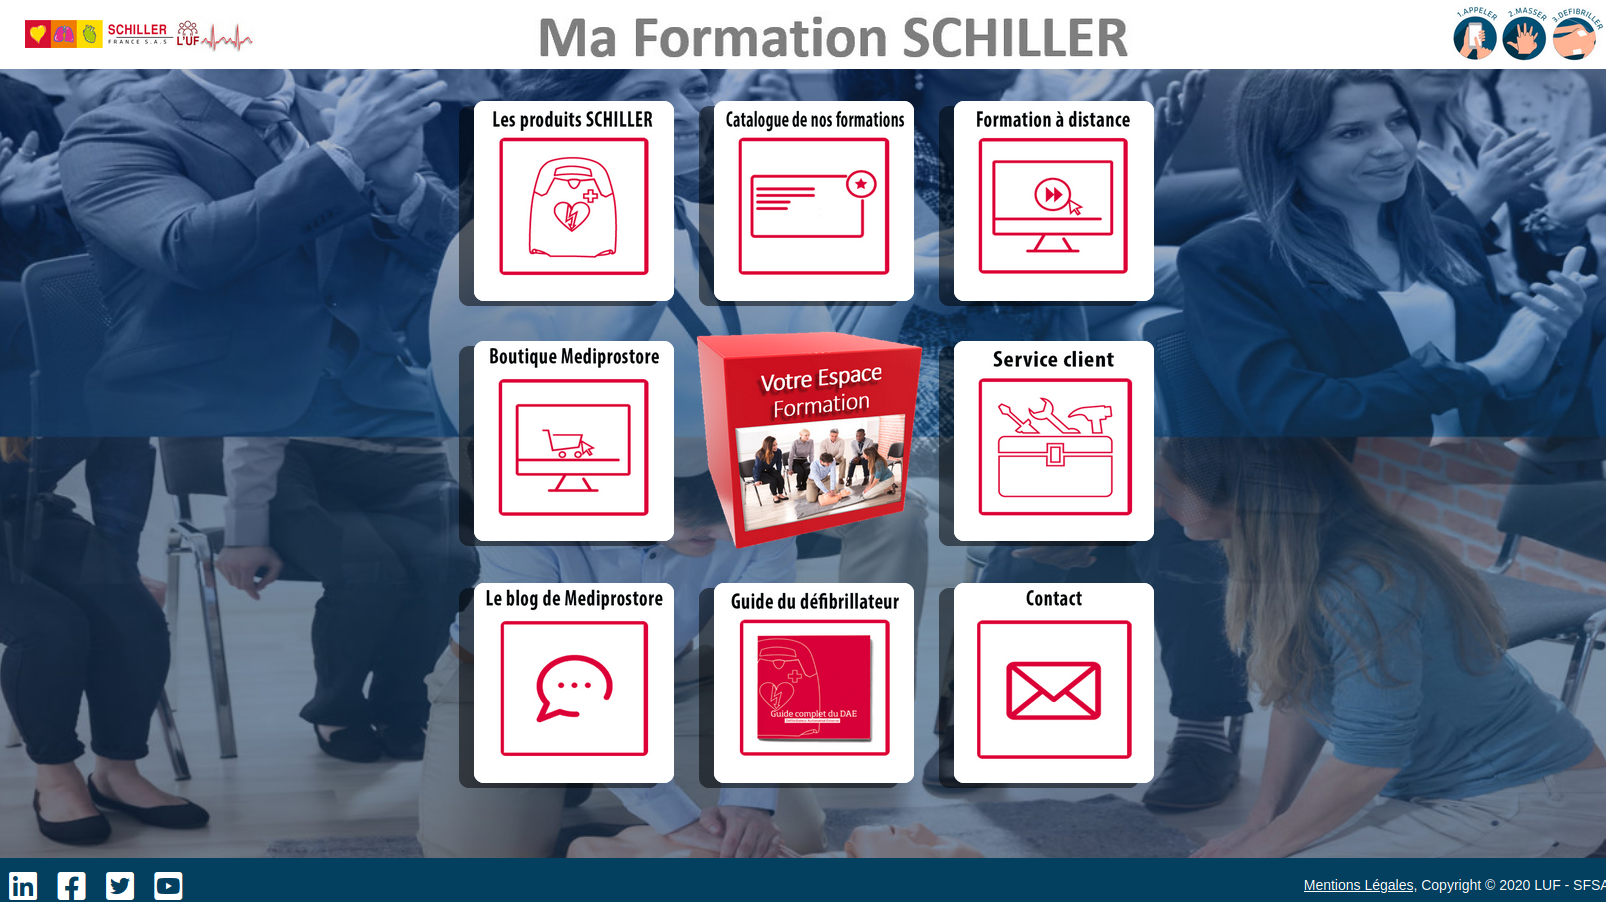 SCHILLER
FRANCE S.A.S
L'UF
Ma Formation SCHILLER
1.APPELER
2.MASSER
3.DEFIBRILLER
Les produits SCHILLER
Catalogue de nos formations
Formation à distance
Boutique Mediprostore
Votre Espace
Formation
Service client
Le blog de Mediprostore
Guide du défibrillateur
Guide complet du DAE
Contact
Mentions Légales, Copyright © 2020 LUF - SFSA